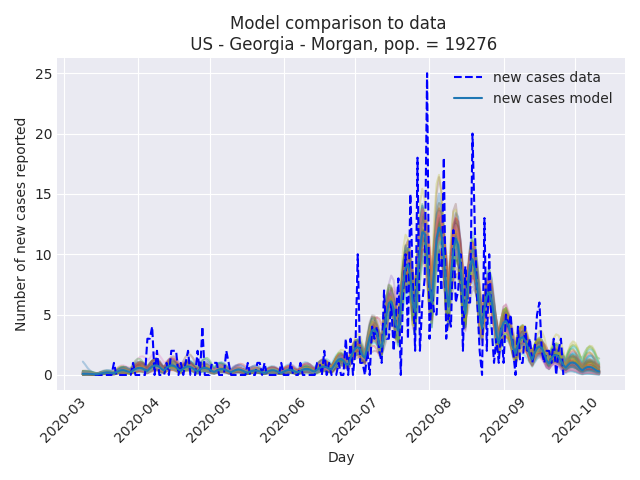 Model comparison to data
US - Georgia - Morgan, pop. = 19276
new cases data
new cases model
Number of new cases reported
25
20
15
10
5
0
2020-03
2020-04
2020-05
2020-06
2020-07
2020-08
2020-09
2020-10
Day